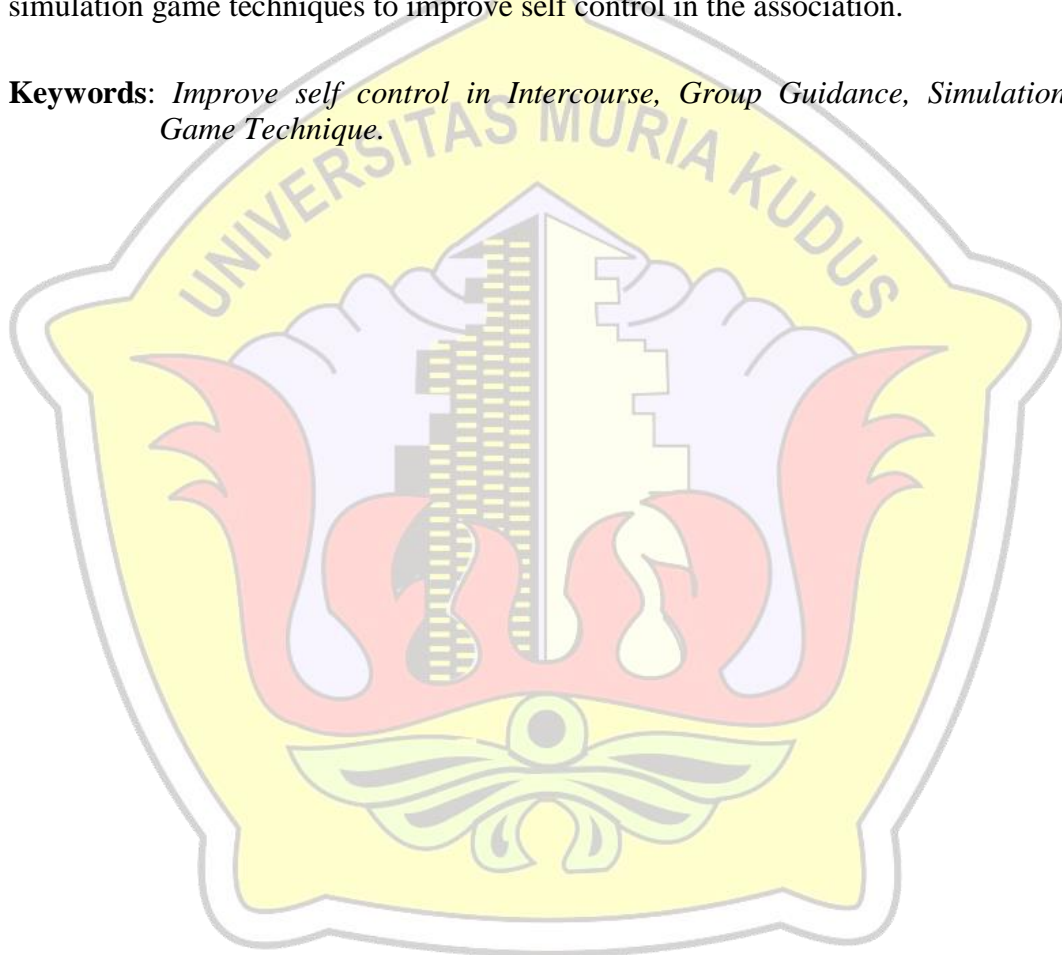 simulation game techniques to improve self control in the association.
Keywords: Improve self control in Intercourse, Group Guidance, Simulation
Game Technique.
UNIVERSITAS MURIA KUDUS